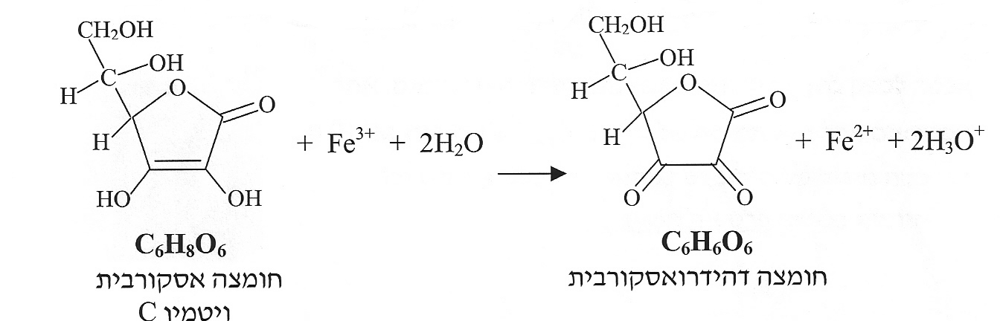 CH₂OH
OH
C
H
O
O
H
HO
OH
+ Fe³⁺ + 2H₂O
CH₂OH
OH
C
H
O
O
H
O
O
+ Fe²⁺ + 2H₃O⁺
C₆H₈O₆
חומצה אסקורבית
ויטמין C
C₆H₆O₆
חומצה דהידרואסקורבית